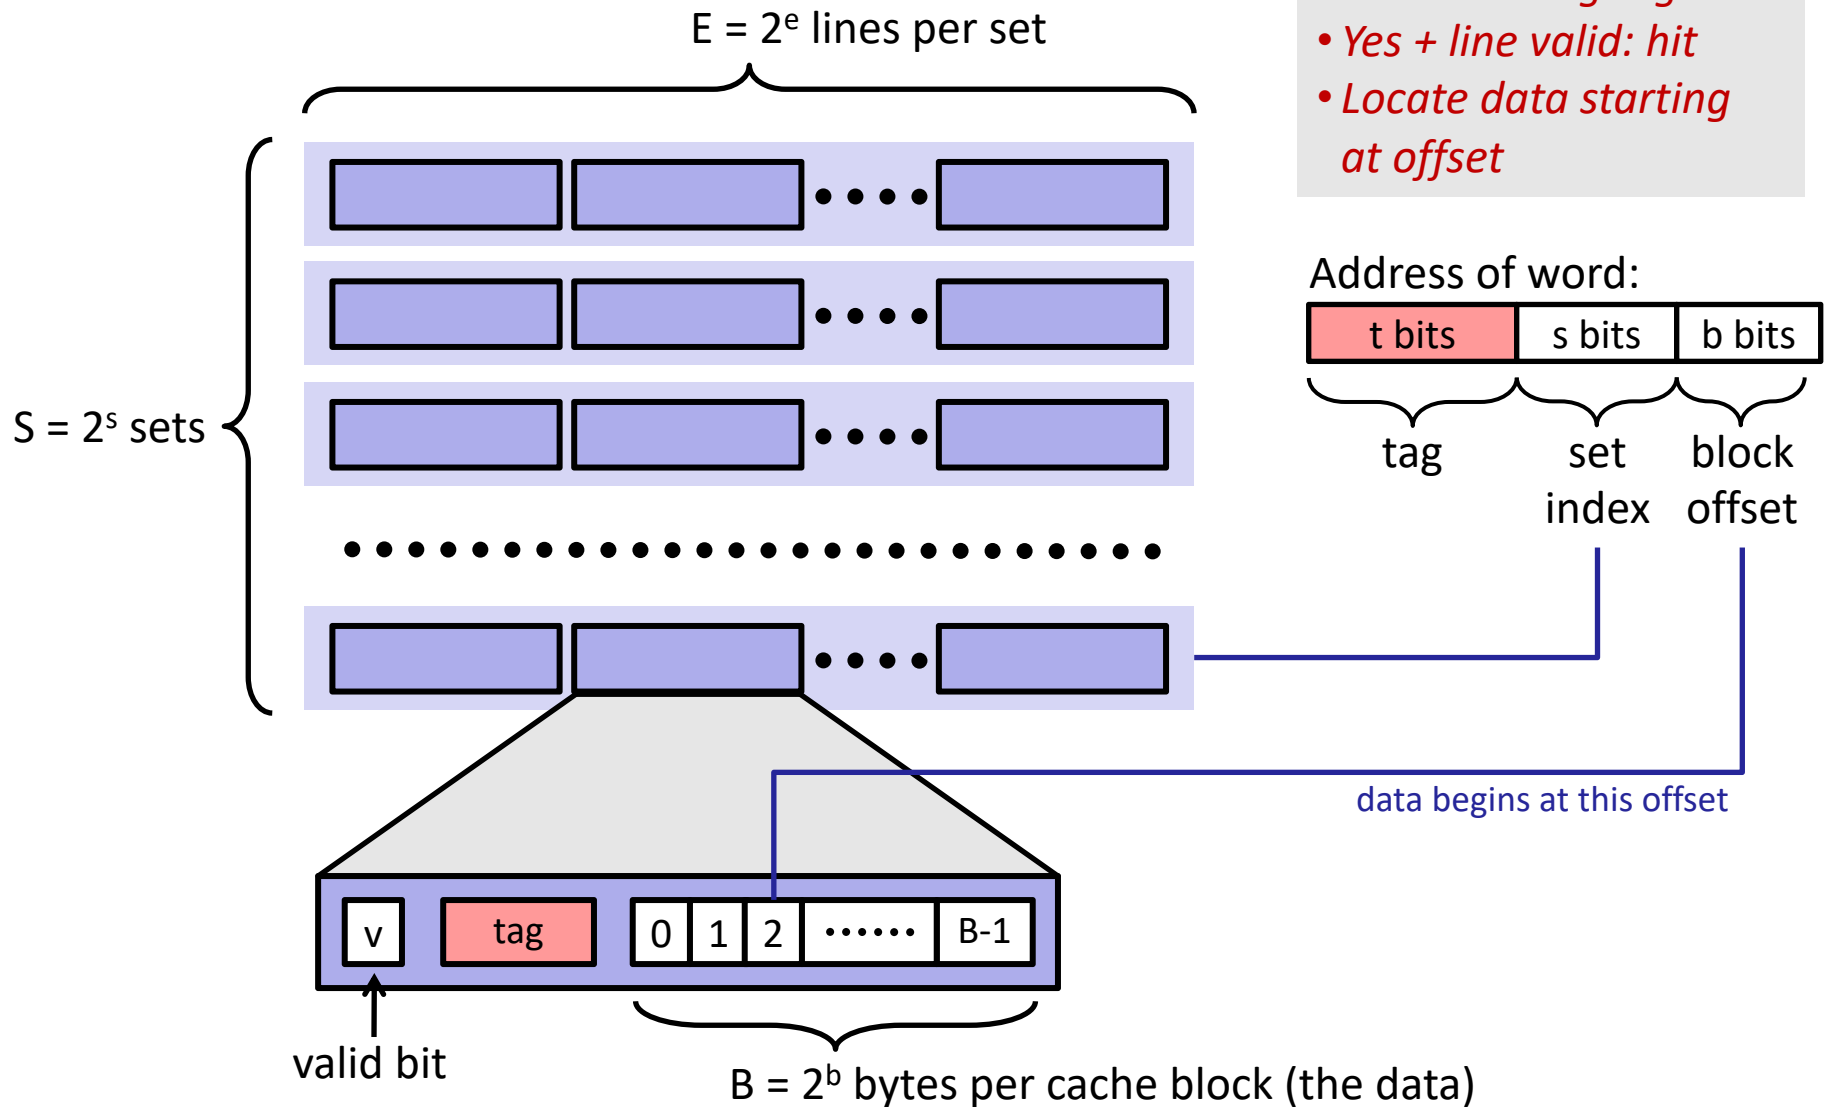 E = 2ᵉ lines per set
• Yes + line valid: hit
• Locate data starting
at offset
Address of word:
t bits s bits b bits
S = 2ˢ sets
tag set block
index offset
data begins at this offset
v tag 0 1 2 •••••• B-1
valid bit
B = 2ᵇ bytes per cache block (the data)